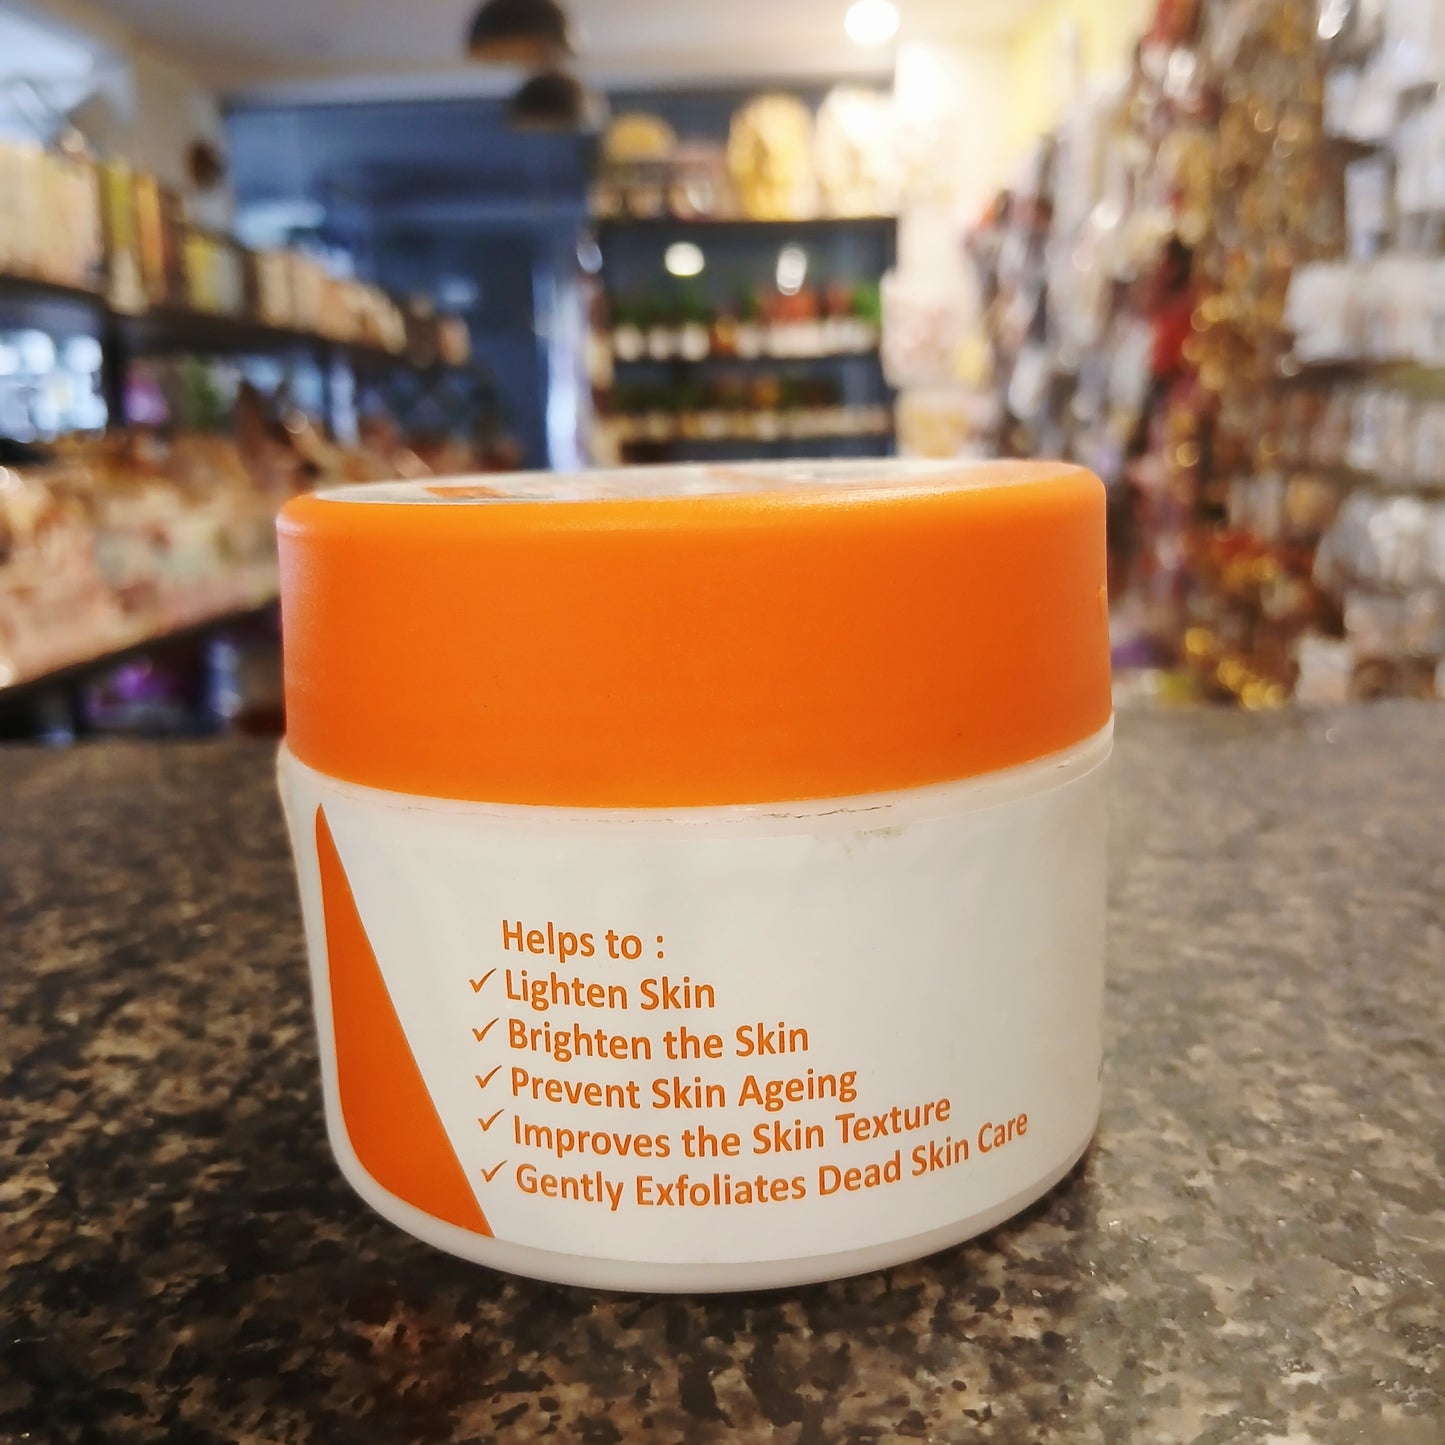 Helps to :
✓ Lighten Skin
✓ Brighten the Skin
✓ Prevent Skin Ageing
✓ Improves the Skin Texture
✓ Gently Exfoliates Dead Skin Care